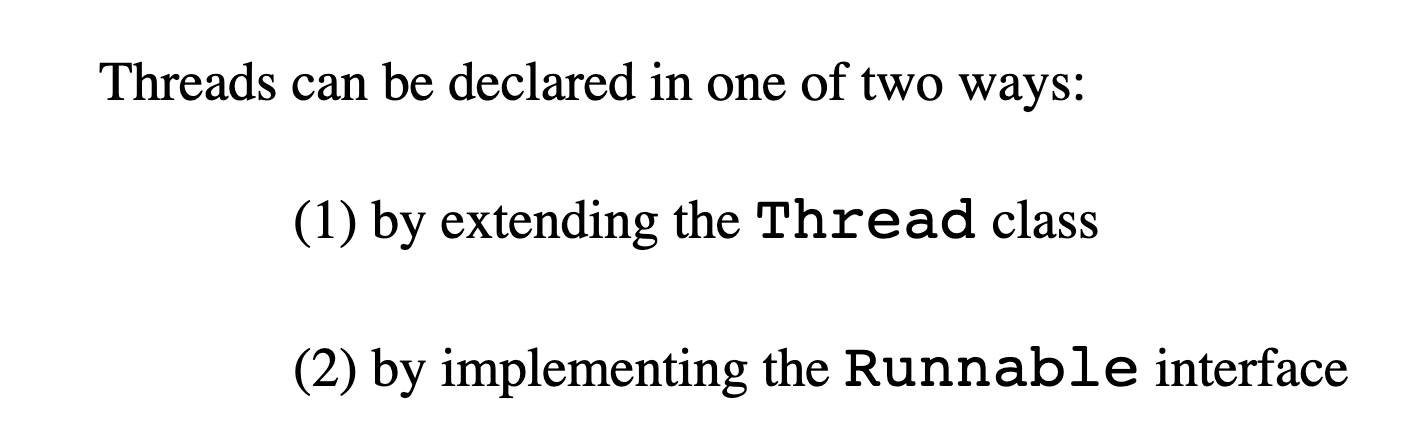 Threads can be declared in one of two ways:
(1) by extending the Thread class
(2) by implementing the Runnable interface